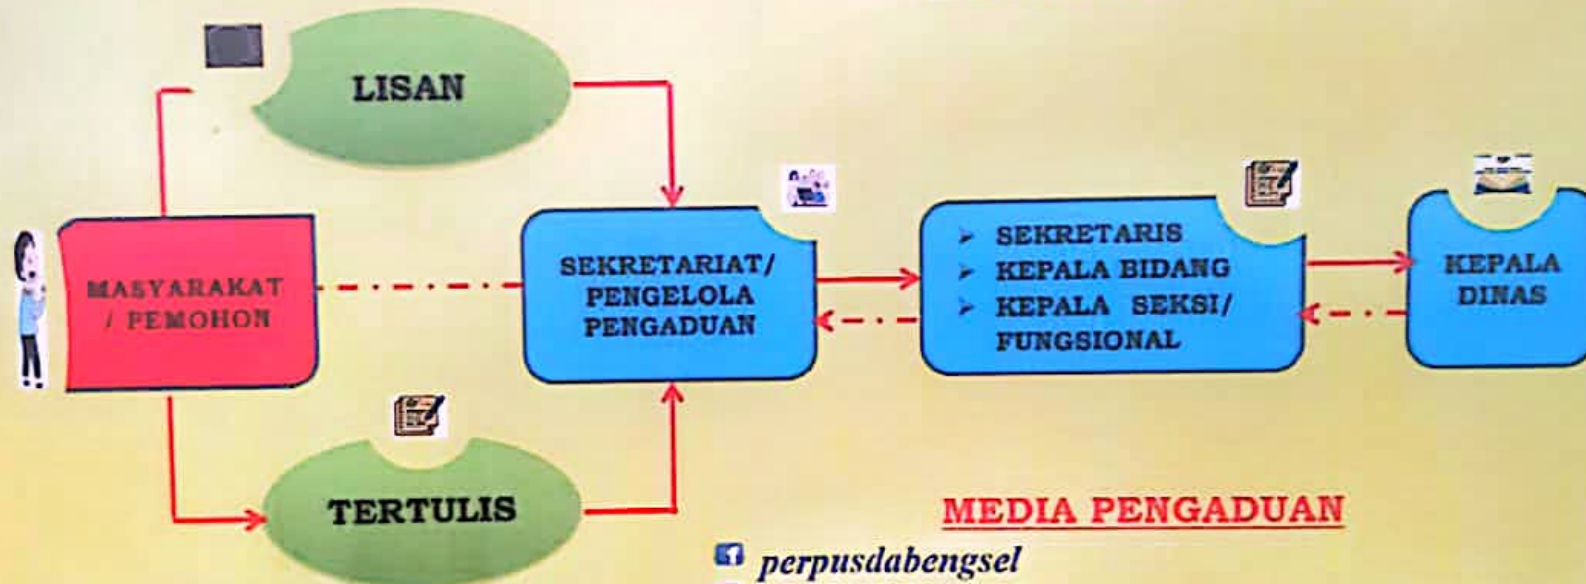 LISAN
MASYARAKAT
/ PEMOHON
SEKRETARIAT/
PENGELOLA
PENGADUAN
➢ SEKRETARIS
➢ KEPALA BIDANG
➢ KEPALA SEKSI/
FUNGSIONAL
KEPALA
DINAS
TERTULIS
MEDIA PENGADUAN
perpusdabengsel